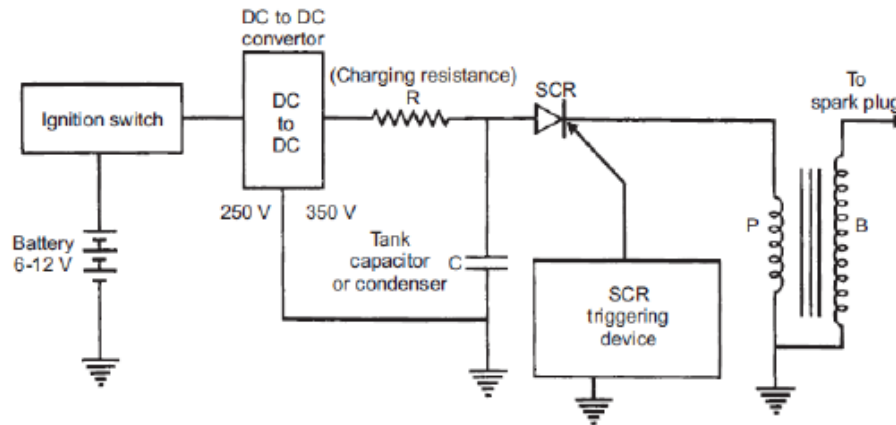 DC to DC
convertor
(Charging resistance)
R
SCR
To
spark plug
Ignition switch
DC
to
DC
250 V
350 V
Battery
6-12 V
Tank
capacitor
or condenser
C
SCR
triggering
device
P
B